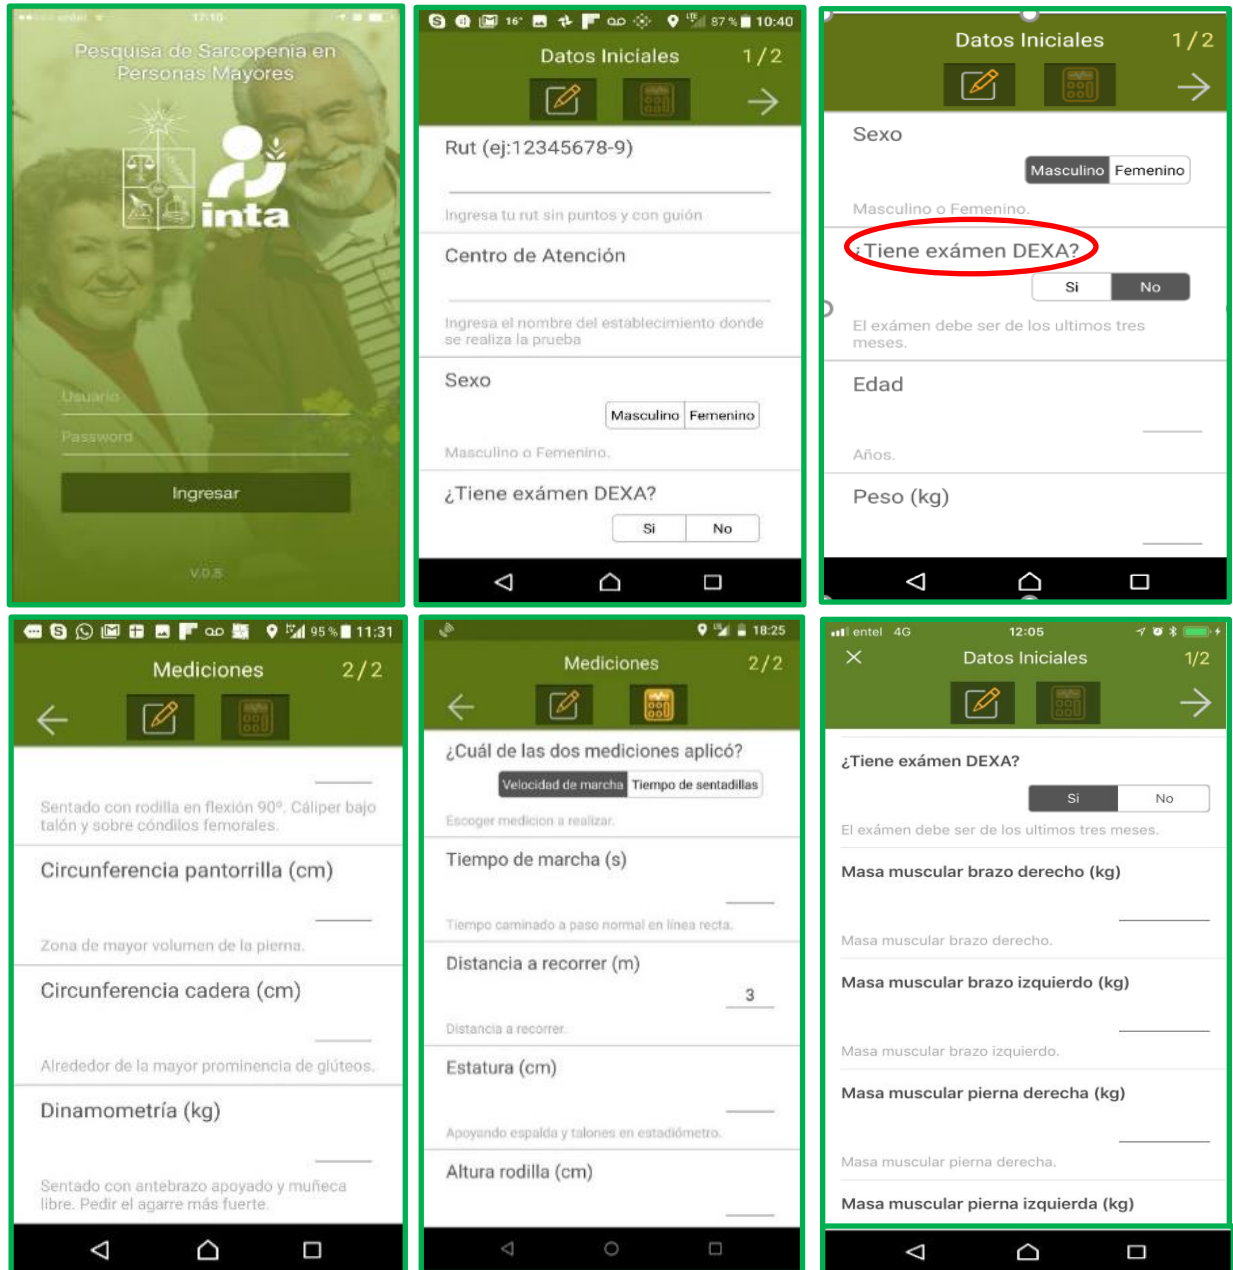 entel
17:10
Pesquisa de Sarcopenia en
Personas Mayores
inta
Usuario
Password
Ingresar
V.0.5
16°
87 %
10:40
Datos Iniciales
1/2
Rut (ej:12345678-9)
Ingresa tu rut sin puntos y con guión
Centro de Atención
Ingresa el nombre del establecimiento donde
se realiza la prueba
Sexo
Masculino
Femenino
Masculino o Femenino.
¿Tiene exámen DEXA?
Si
No
Datos Iniciales
1/2
Sexo
Masculino
Femenino
Masculino o Femenino.
¿Tiene exámen DEXA?
Si
No
El exámen debe ser de los ultimos tres
meses.
Edad
Años.
Peso (kg)
95 %
11:31
Mediciones
2/2
Sentado con rodilla en flexión 90º. Cáliper bajo
talón y sobre cóndilos femorales.
Circunferencia pantorrilla (cm)
Zona de mayor volumen de la pierna.
Circunferencia cadera (cm)
Alrededor de la mayor prominencia de glúteos.
Dinamometría (kg)
Sentado con antebrazo apoyado y muñeca
libre. Pedir el agarre más fuerte.
18:25
Mediciones
2/2
¿Cuál de las dos mediciones aplicó?
Velocidad de marcha
Tiempo de sentadillas
Escoger medicion a realizar.
Tiempo de marcha (s)
Tiempo caminado a paso normal en línea recta.
Distancia a recorrer (m)
3
Distancia a recorrer.
Estatura (cm)
Apoyando espalda y talones en estadiómetro.
Altura rodilla (cm)
entel 4G
12:05
Datos Iniciales
1/2
¿Tiene exámen DEXA?
Si
No
El exámen debe ser de los ultimos tres meses.
Masa muscular brazo derecho (kg)
Masa muscular brazo derecho.
Masa muscular brazo izquierdo (kg)
Masa muscular brazo izquierdo.
Masa muscular pierna derecha (kg)
Masa muscular pierna derecha.
Masa muscular pierna izquierda (kg)